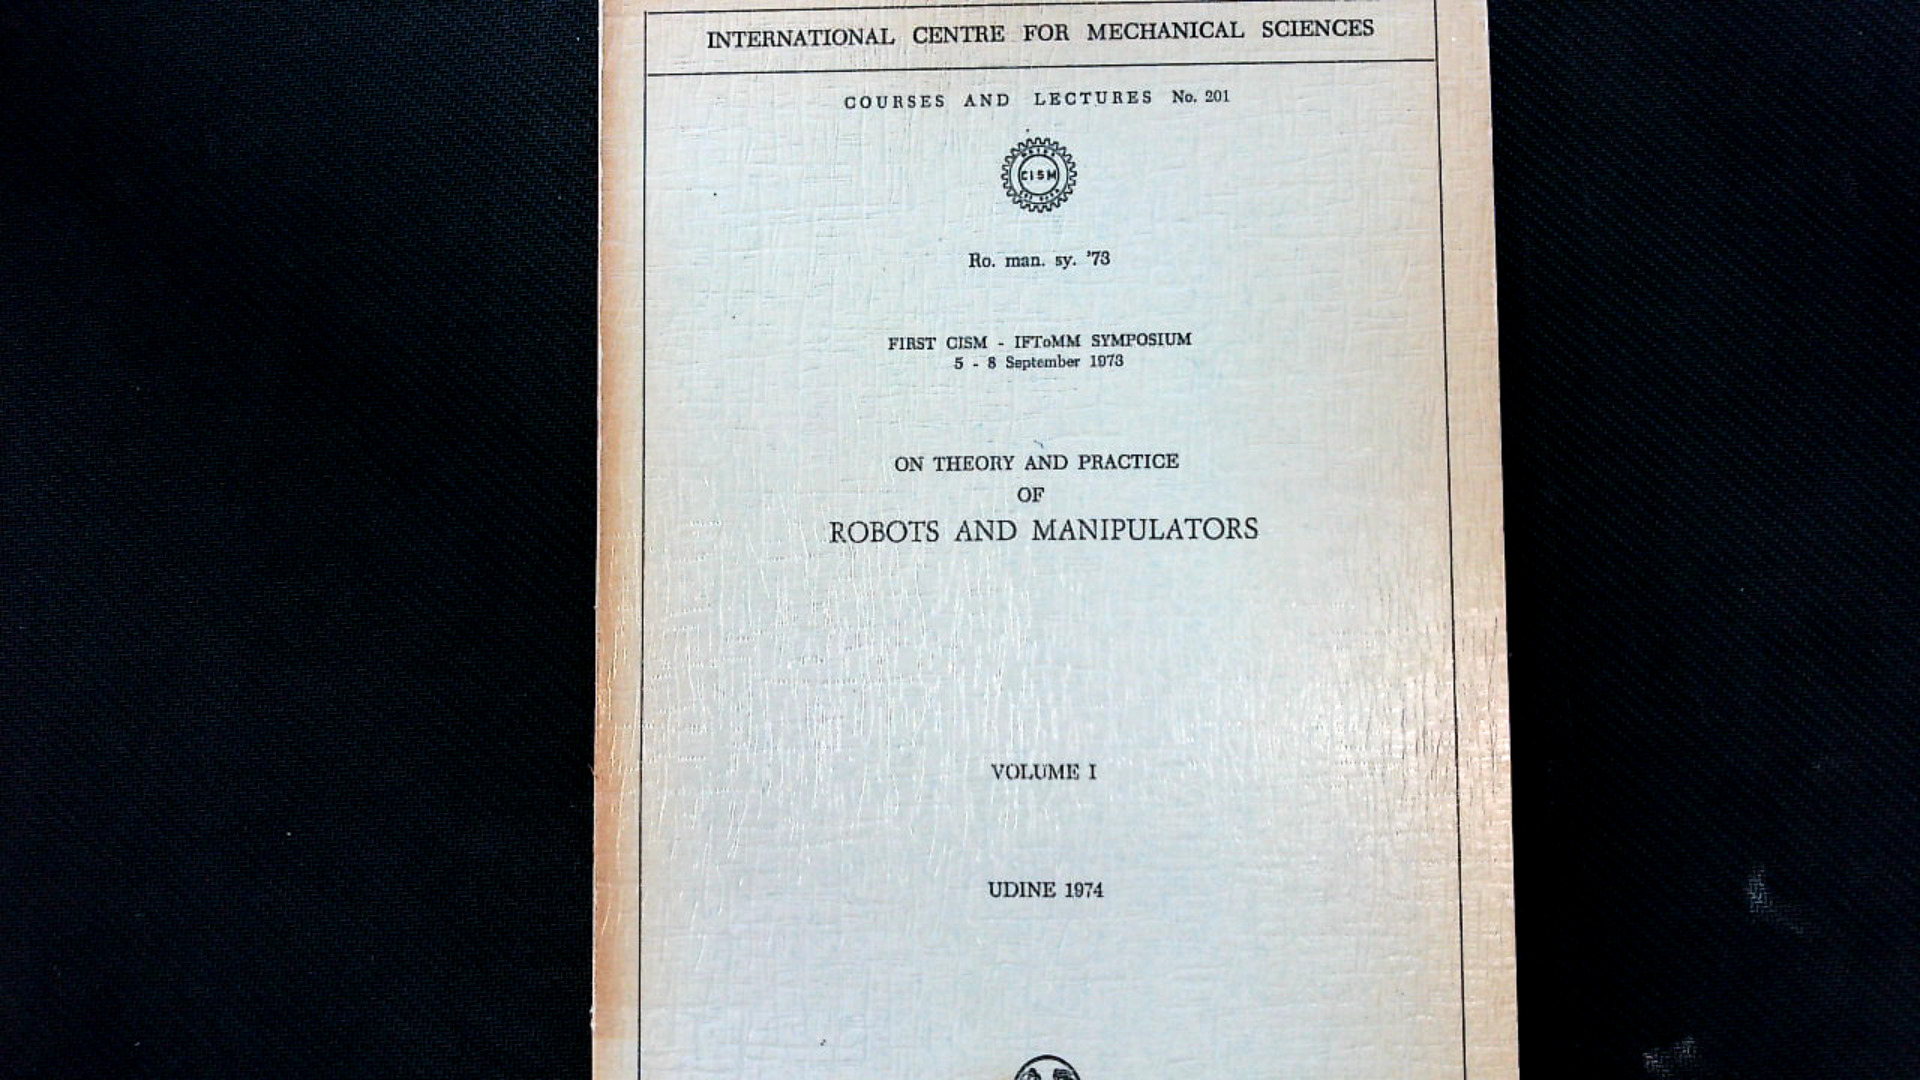 INTERNATIONAL CENTRE FOR MECHANICAL SCIENCES
COURSES AND LECTURES No. 201
CISM
Ro. man. sy. '73
FIRST CISM - IFToMM SYMPOSIUM
5 - 8 September 1973
ON THEORY AND PRACTICE
OF
ROBOTS AND MANIPULATORS
VOLUME I
UDINE 1974